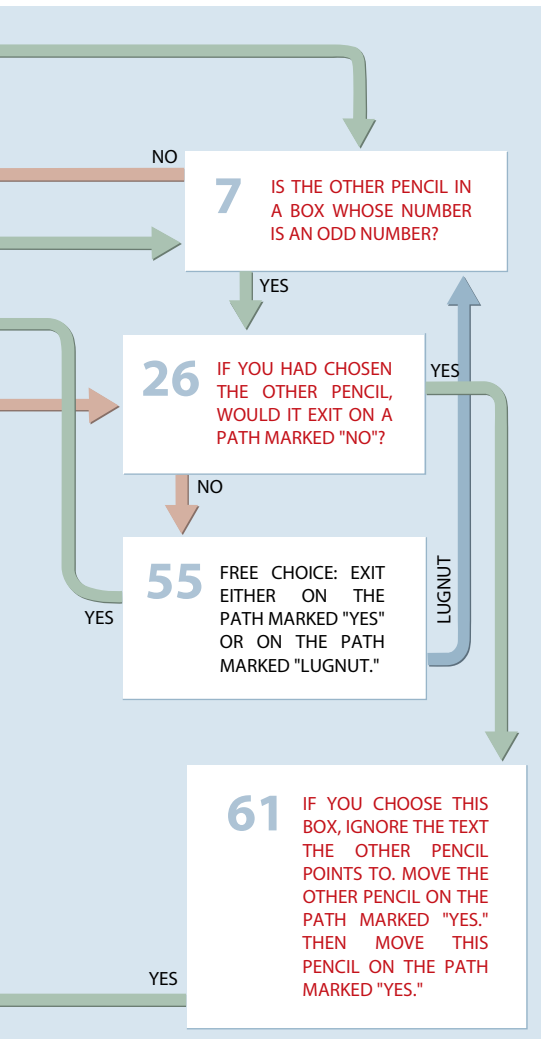 NO
7
IS THE OTHER PENCIL IN
A BOX WHOSE NUMBER
IS AN ODD NUMBER?
YES
26
IF YOU HAD CHOSEN
THE OTHER PENCIL,
WOULD IT EXIT ON A
PATH MARKED "NO"?
YES
NO
55
FREE CHOICE: EXIT
EITHER ON THE
PATH MARKED "YES"
OR ON THE PATH
MARKED "LUGNUT."
YES
LUGNUT
61
IF YOU CHOOSE THIS
BOX, IGNORE THE TEXT
THE OTHER PENCIL
POINTS TO. MOVE THE
OTHER PENCIL ON THE
PATH MARKED "YES."
THEN MOVE THIS
PENCIL ON THE PATH
MARKED "YES."
YES